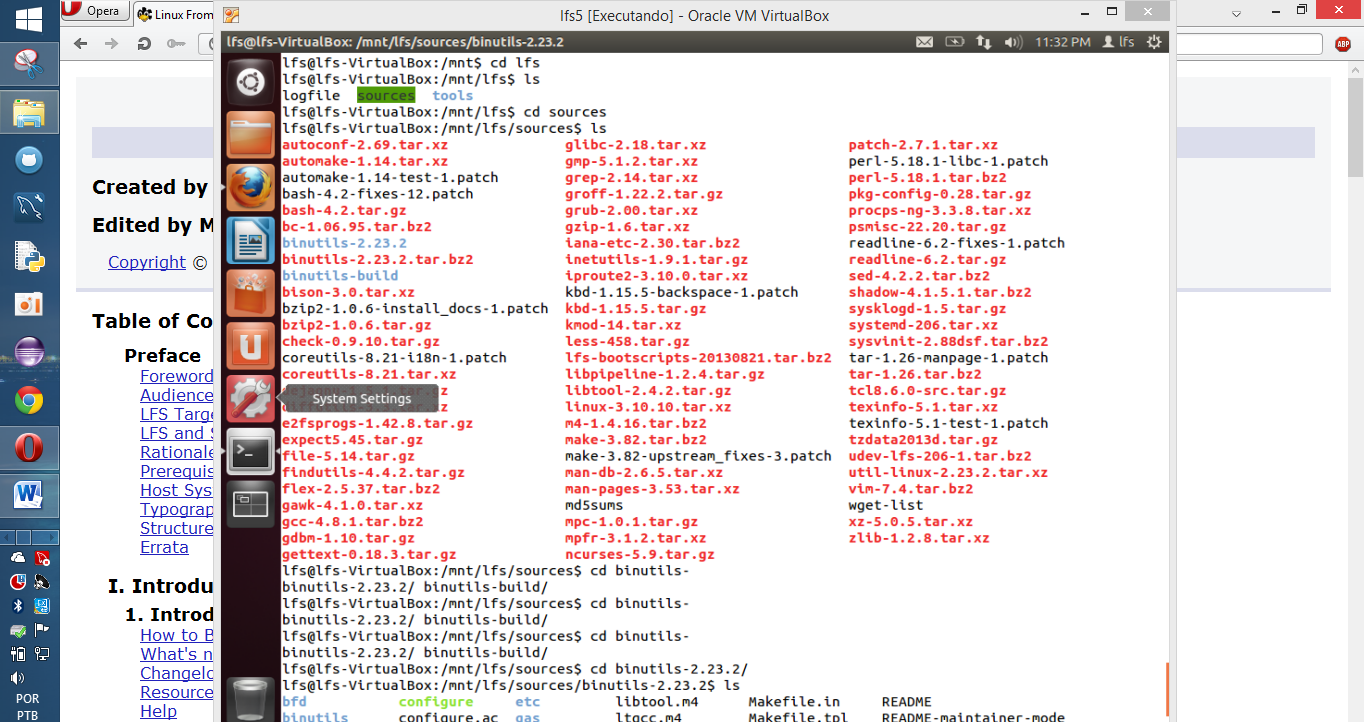 Opera
Linux From
lfs5 [Executando] - Oracle VM VirtualBox
lfs@lfs-VirtualBox: /mnt/lfs/sources/binutils-2.23.2
11:32 PM lfs
ABP
lfs@lfs-VirtualBox:/mnt$ cd lfs
lfs@lfs-VirtualBox:/mnt/lfs$ ls
logfile sources tools
lfs@lfs-VirtualBox:/mnt/lfs$ cd sources
lfs@lfs-VirtualBox:/mnt/lfs/sources$ ls
autoconf-2.69.tar.xz glibc-2.18.tar.xz patch-2.7.1.tar.xz
automake-1.14.tar.xz gmp-5.1.2.tar.xz perl-5.18.1-libc-1.patch
automake-1.14-test-1.patch grep-2.14.tar.xz perl-5.18.1.tar.bz2
bash-4.2-fixes-12.patch groff-1.22.2.tar.gz pkg-config-0.28.tar.gz
bash-4.2.tar.gz grub-2.00.tar.xz procps-ng-3.3.8.tar.xz
bc-1.06.95.tar.bz2 gzip-1.6.tar.xz psmisc-22.20.tar.gz
binutils-2.23.2 iana-etc-2.30.tar.bz2 readline-6.2-fixes-1.patch
binutils-2.23.2.tar.bz2 inetutils-1.9.1.tar.gz readline-6.2.tar.gz
binutils-build iproute2-3.10.0.tar.xz sed-4.2.2.tar.bz2
bison-3.0.tar.xz kbd-1.15.5-backspace-1.patch shadow-4.1.5.1.tar.bz2
bzip2-1.0.6-install_docs-1.patch kbd-1.15.5.tar.gz sysklogd-1.5.tar.gz
bzip2-1.0.6.tar.gz kmod-14.tar.xz systemd-206.tar.xz
check-0.9.10.tar.gz less-458.tar.gz sysvinit-2.88dsf.tar.bz2
coreutils-8.21-i18n-1.patch lfs-bootscripts-20130821.tar.bz2 tar-1.26-manpage-1.patch
coreutils-8.21.tar.xz libpipeline-1.2.4.tar.gz tar-1.26.tar.bz2
libtool-2.4.2.tar.gz tcl8.6.0-src.tar.gz
System Settings
linux-3.10.10.tar.xz texinfo-5.1.tar.xz
e2fsprogs-1.42.8.tar.gz m4-1.4.16.tar.bz2 texinfo-5.1-test-1.patch
expect5.45.tar.gz make-3.82.tar.bz2 tzdata2013d.tar.gz
file-5.14.tar.gz make-3.82-upstream_fixes-3.patch udev-lfs-206-1.tar.bz2
findutils-4.4.2.tar.gz man-db-2.6.5.tar.xz util-linux-2.23.2.tar.xz
flex-2.5.37.tar.bz2 man-pages-3.53.tar.xz vim-7.4.tar.bz2
gawk-4.1.0.tar.xz md5sums wget-list
gcc-4.8.1.tar.bz2 mpc-1.0.1.tar.gz xz-5.0.5.tar.xz
gdbm-1.10.tar.gz mpfr-3.1.2.tar.xz zlib-1.2.8.tar.xz
gettext-0.18.3.tar.gz ncurses-5.9.tar.gz
lfs@lfs-VirtualBox:/mnt/lfs/sources$ cd binutils-
binutils-2.23.2/ binutils-build/
lfs@lfs-VirtualBox:/mnt/lfs/sources$ cd binutils-
binutils-2.23.2/ binutils-build/
lfs@lfs-VirtualBox:/mnt/lfs/sources$ cd binutils-
binutils-2.23.2/ binutils-build/
lfs@lfs-VirtualBox:/mnt/lfs/sources$ cd binutils-2.23.2/
lfs@lfs-VirtualBox:/mnt/lfs/sources/binutils-2.23.2$ ls
bfd configure etc libtool.m4 Makefile.in README
binutils configure.ac gas ltgcc.m4 Makefile.tpl README-maintainer-mode
Created by
Edited by M
Copyright ©
Table of Co
Preface
Foreword
Audience
LFS Targe
LFS and S
Rationale
Prerequis
Host Sys
Typograp
Structure
Errata
I. Introdu
1. Introd
How to B
What's n
Changelo
Resource
Help
POR
PTB